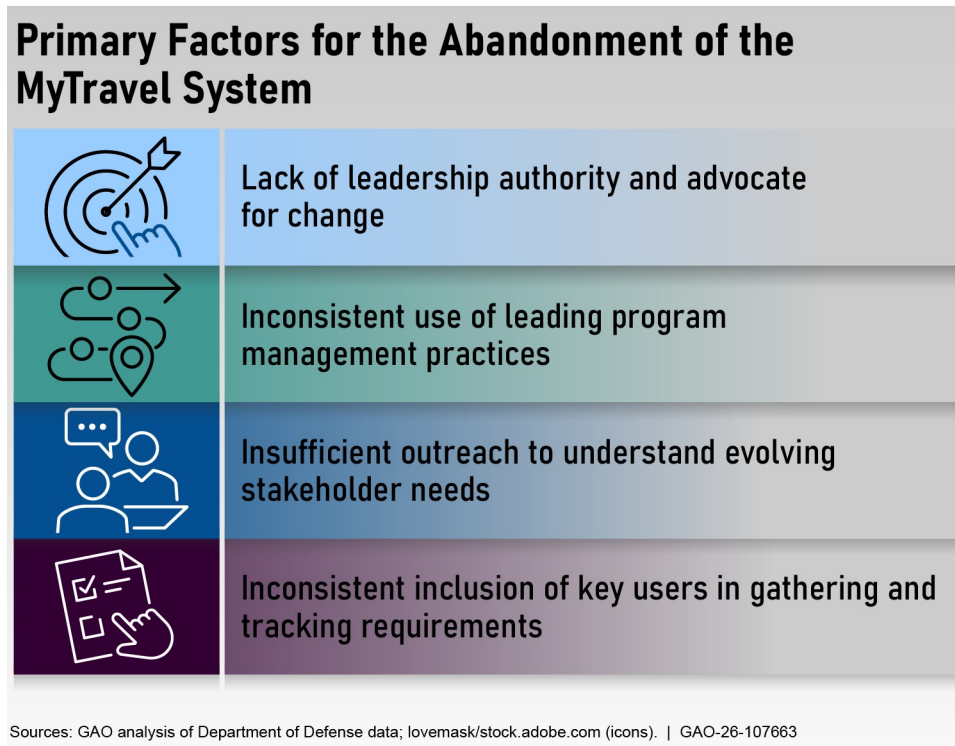 Primary Factors for the Abandonment of the
MyTravel System
Lack of leadership authority and advocate
for change
Inconsistent use of leading program
management practices
Insufficient outreach to understand evolving
stakeholder needs
Inconsistent inclusion of key users in gathering and
tracking requirements
Sources: GAO analysis of Department of Defense data; lovemask/stock.adobe.com (icons). | GAO-26-107663